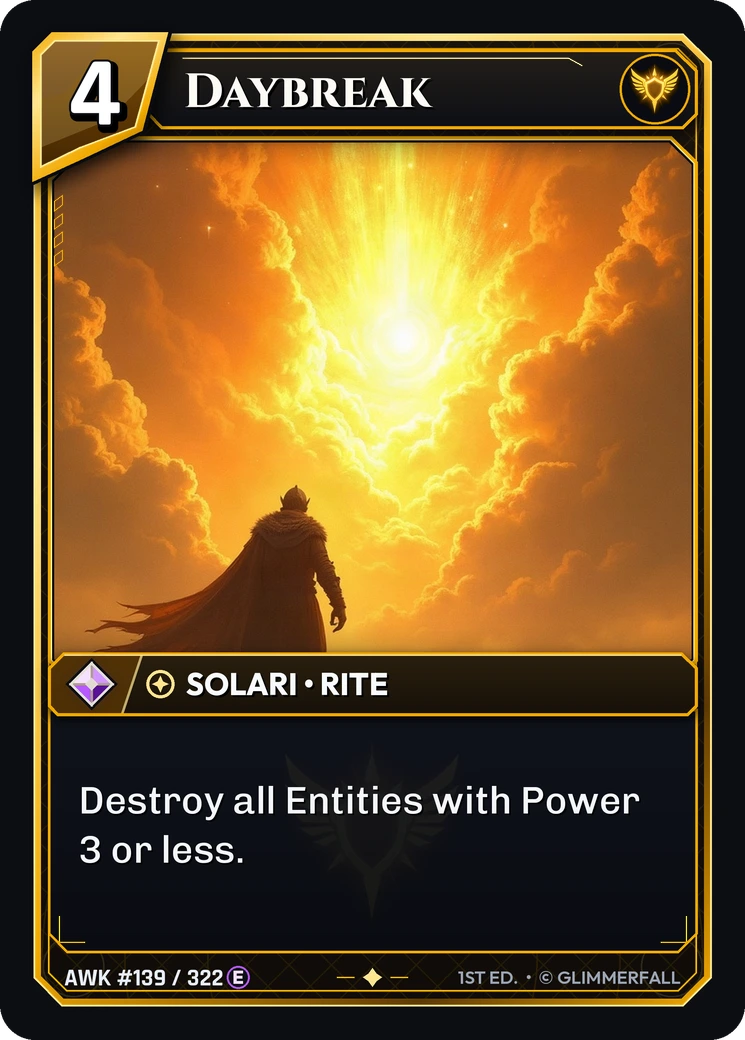 4
DAYBREAK
SOLARI • RITE
Destroy all Entities with Power
3 or less.
AWK #139 / 322 E
1ST ED. • © GLIMMERFALL